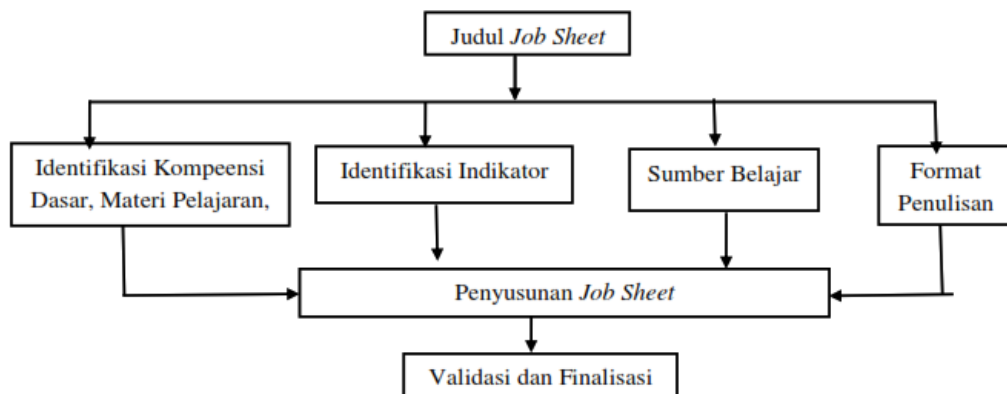 Judul Job Sheet
Identifikasi Kompeensi
Dasar, Materi Pelajaran,
Identifikasi Indikator
Sumber Belajar
Format
Penulisan
Penyusunan Job Sheet
Validasi dan Finalisasi